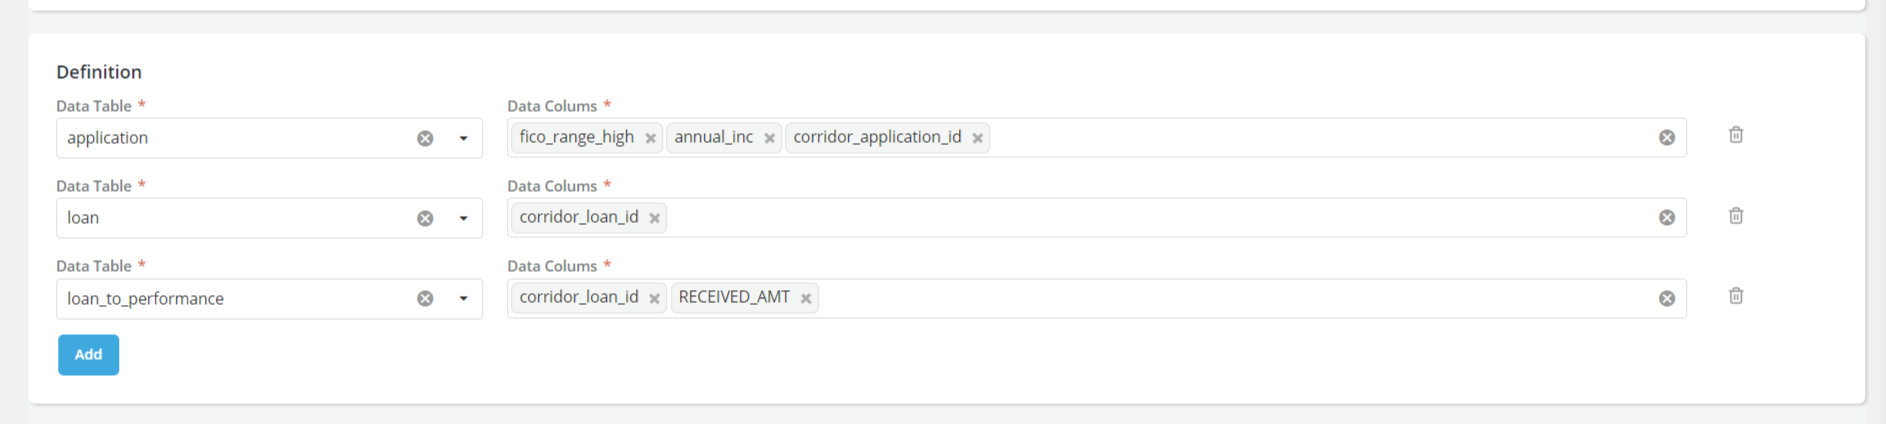 Definition
Data Table * Data Colums *
application fico_range_high annual_inc corridor_application_id
Data Table * Data Colums *
loan corridor_loan_id
Data Table * Data Colums *
loan_to_performance corridor_loan_id RECEIVED_AMT
Add